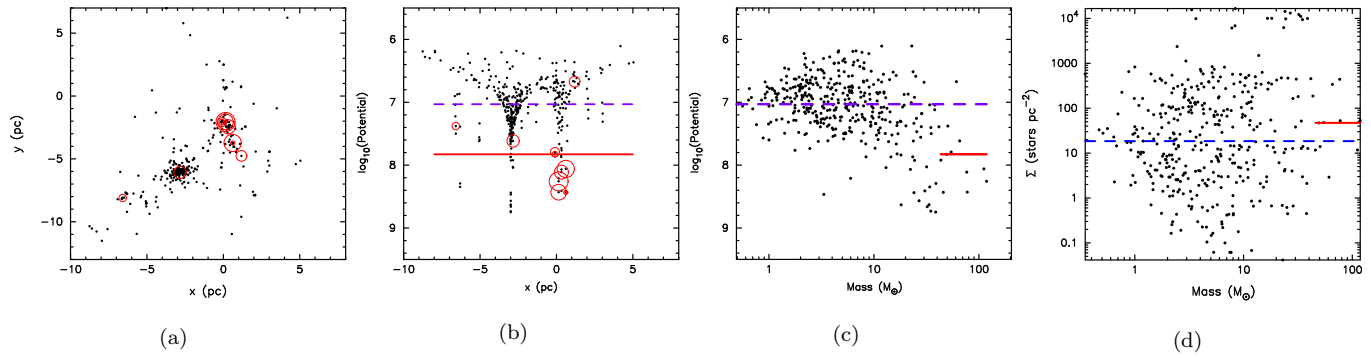 5
0
−5
−10
y (pc)
−10
−5
0
5
x (pc)
(a)
6
7
8
9
log₁₀(Potential)
−10
−5
0
5
x (pc)
(b)
6
7
8
9
log₁₀(Potential)
1
10
100
Mass (M⊙)
(c)
10⁴
1000
100
10
1
0.1
Σ (stars pc⁻²)
1
10
100
Mass (M⊙)
(d)